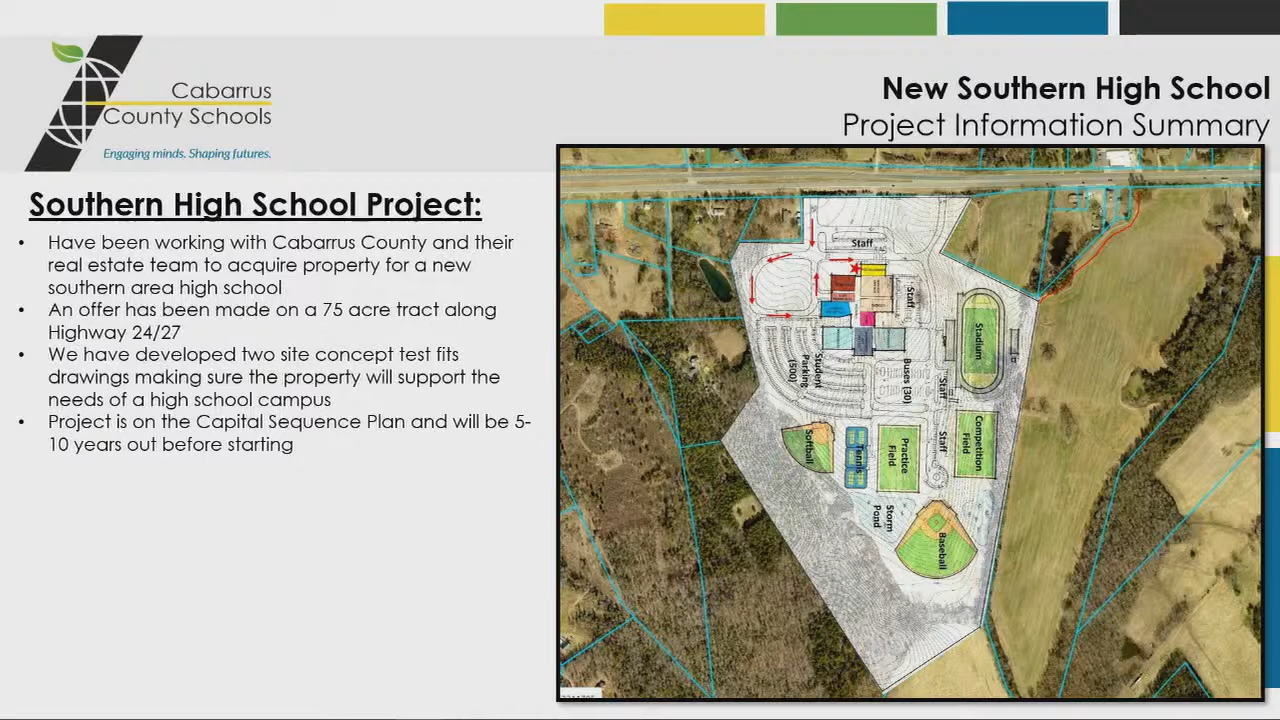 Cabarrus
County Schools
Engaging minds. Shaping futures.
New Southern High School
Project Information Summary
Southern High School Project:
• Have been working with Cabarrus County and their
real estate team to acquire property for a new
southern area high school
• An offer has been made on a 75 acre tract along
Highway 24/27
• We have developed two site concept test fits
drawings making sure the property will support the
needs of a high school campus
• Project is on the Capital Sequence Plan and will be 5-
10 years out before starting
Staff
Staff
Stadium
Student
Parking
(500)
Buses (30)
Staff
Softball
Tennis
Practice
Field
Staff
Competition
Field
Storm
Pond
Baseball